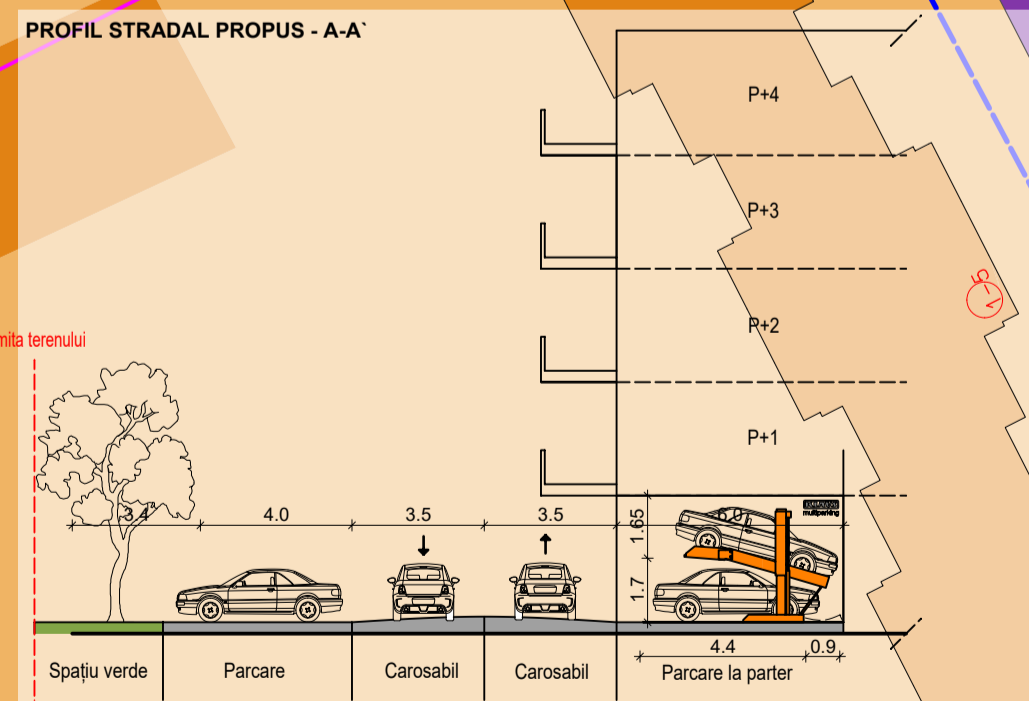 PROFIL STRADAL PROPUS - A-A`
P+4
P+3
P+2
P+1
mita terenului
3.4
4.0
3.5
3.5
6.0
1.65
1.7
multiparking
4.4
0.9
Spațiu verde
Parcare
Carosabil
Carosabil
Parcare la parter